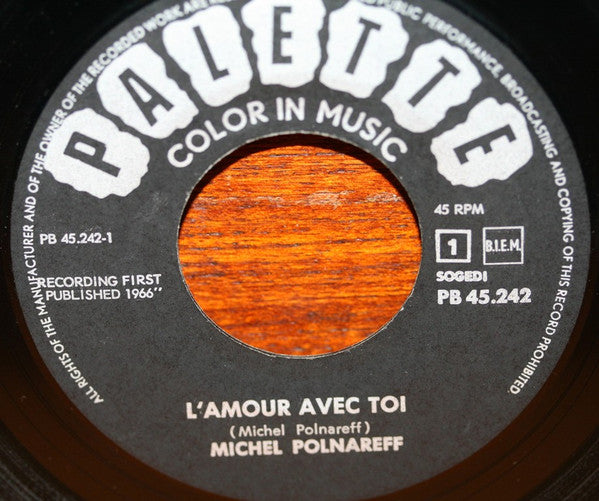 ALL RIGHTS OF THE MANUFACTURER AND OF THE OWNER OF THE RECORDED WORK
PUBLIC PERFORMANCE, BROADCASTING AND COPYING OF THIS RECORD PROHIBITED.
PALETTE
COLOR IN MUSIC
45 RPM
PB 45.242-1
1 B.I.E.M.
SOGEDI
RECORDING FIRST
PUBLISHED 1966"
PB 45.242
L'AMOUR AVEC TOI
(Michel Polnareff)
MICHEL POLNAREFF